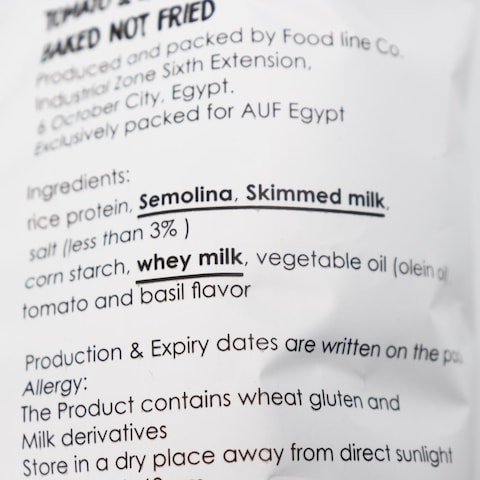 TOMATO &
BAKED NOT FRIED
Produced and packed by Food line Co.
Industrial Zone Sixth Extension,
6 October City, Egypt.
Exclusively packed for AUF Egypt
Ingredients:
rice protein, Semolina, Skimmed milk,
salt (less than 3% )
corn starch, whey milk, vegetable oil (olein
tomato and basil flavor
Production & Expiry dates are written on the
Allergy:
The Product contains wheat gluten and
Milk derivatives
Store in a dry place away from direct sunlight